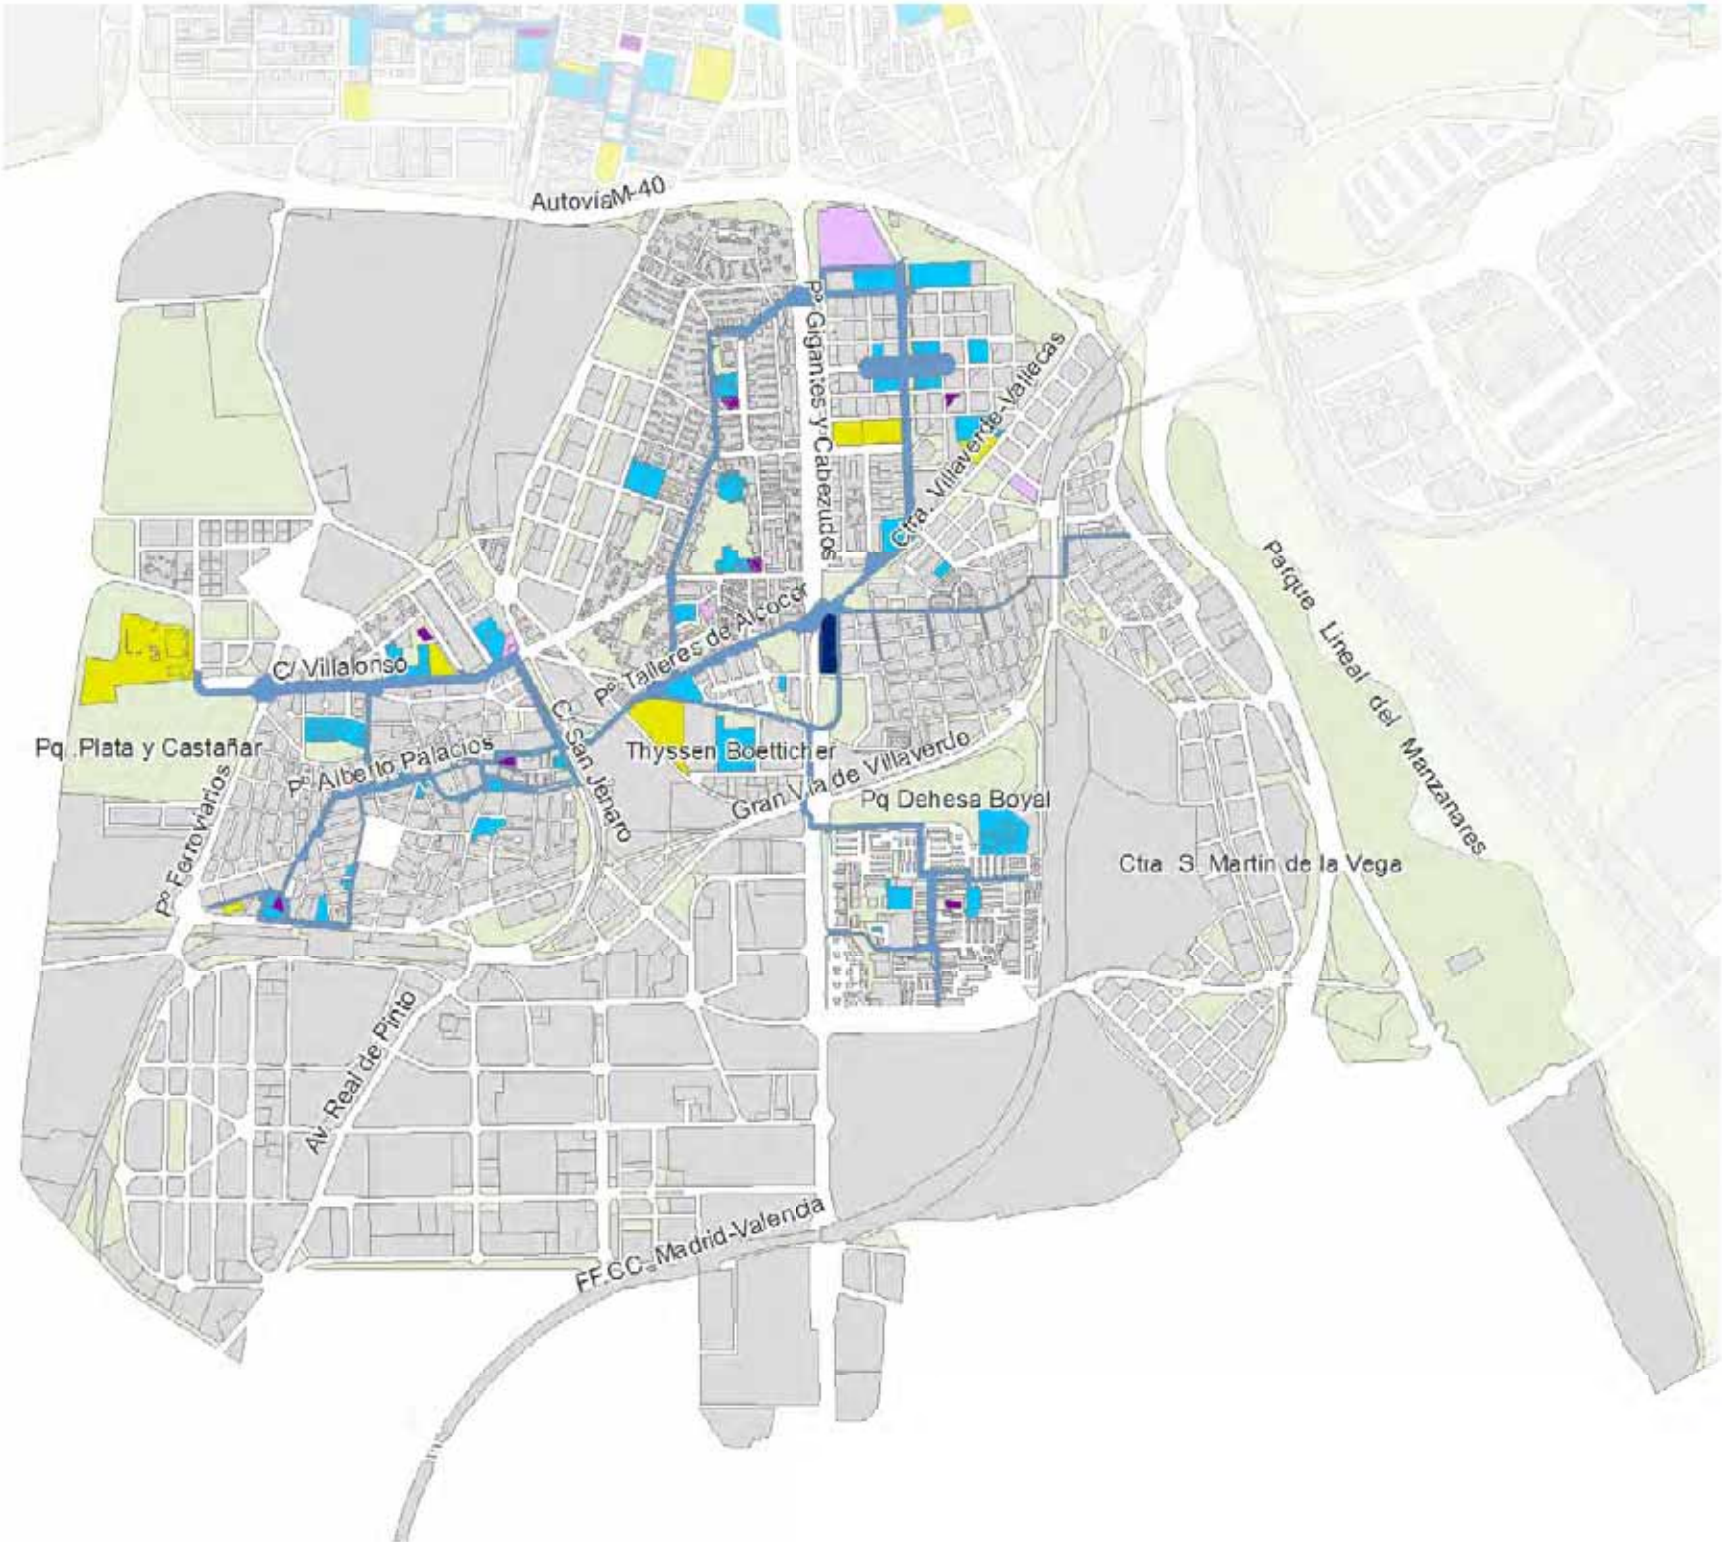 Autovía M-40
Pº Gigantes y Cabezudos
Ctra. Villaverde-Vallecas
Parque Lineal del Manzanares
Pº Talleres de Alcocer
C/ Villalonso
C/ San Jenaro
Pq. Plata y Castañar
Pº Alberto Palacios
Thyssen Boetticher
Gran Vía de Villaverde
Pq Dehesa Boyal
Pº Ferroviarios
Ctra. S. Martin de la Vega
Av. Real de Pinto
FF.CC. Madrid-Valencia